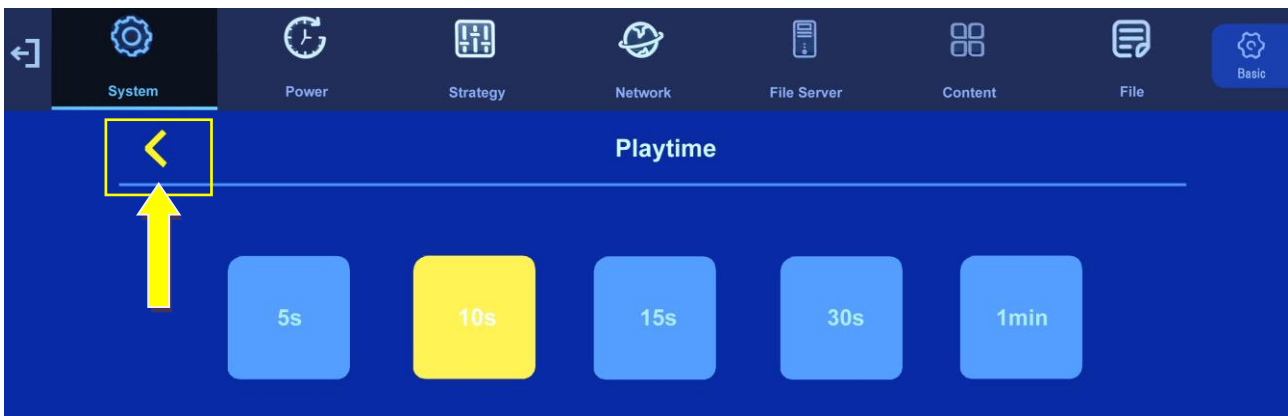 System
Power
Strategy
Network
File Server
Content
File
Basic
Playtime
5s
10s
15s
30s
1min